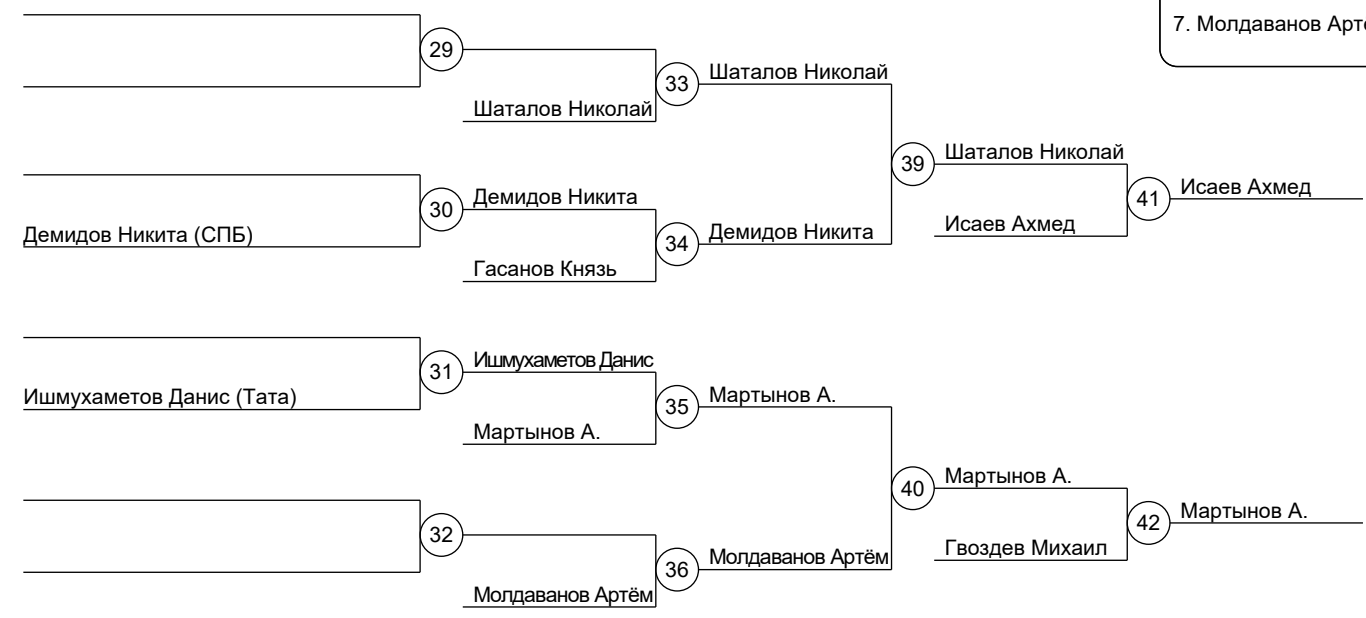 7. Молдаванов
29
33
Шаталов Николай
Шаталов Николай
39
Шаталов Николай
Исаев Ахмед
41
Исаев Ахмед
30
Демидов Никита
Демидов Никита (СПБ)
34
Демидов Никита
Гасанов Князь
31
Ишмухаметов Данис
Ишмухаметов Данис (Тата)
35
Мартынов А.
Мартынов А.
40
Мартынов А.
Гвоздев Михаил
42
Мартынов А.
32
36
Молдаванов Артём
Молдаванов Артём